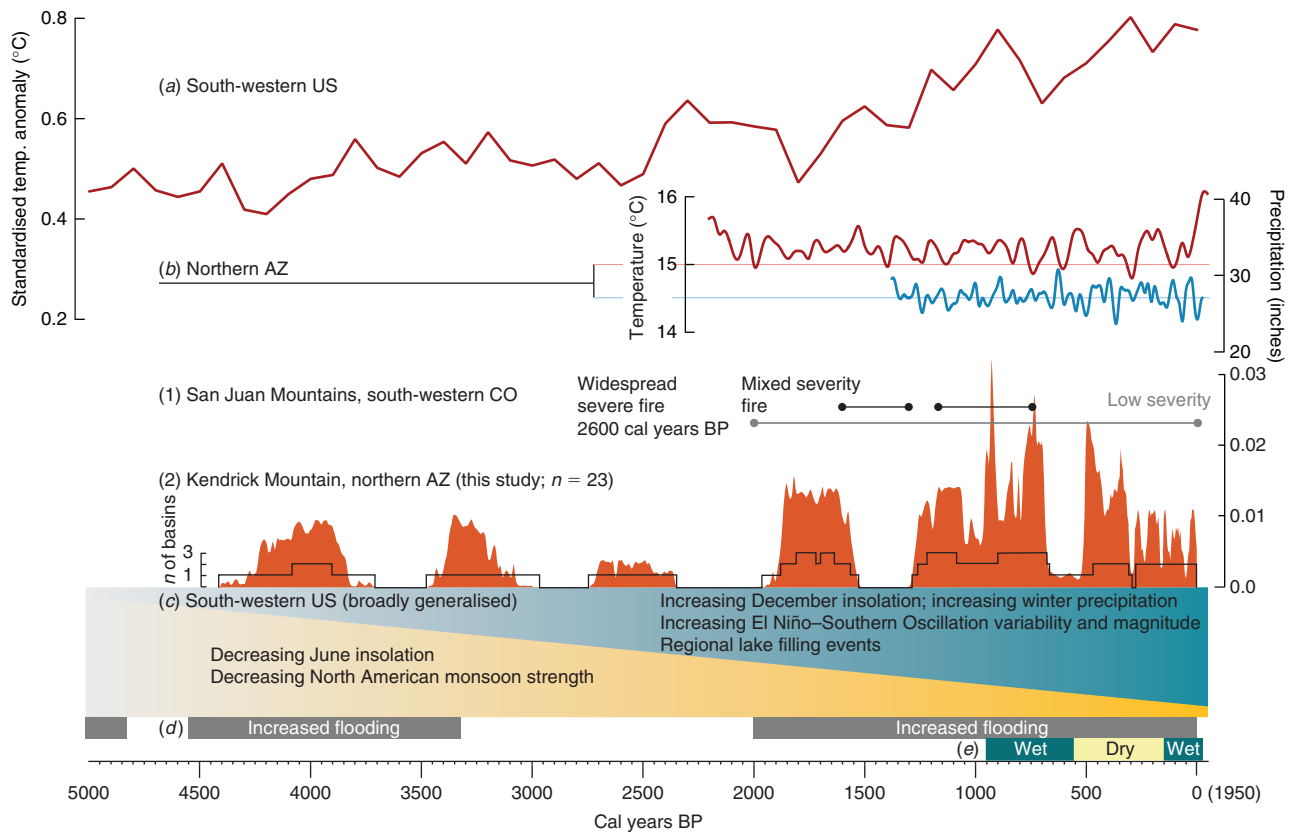 0.8
0.6
0.4
0.2
Standardised temp. anomaly (°C)
(a) South-western US
(b) Northern AZ
16
15
14
Temperature (°C)
40
30
20
Precipitation (inches)
(1) San Juan Mountains, south-western CO
Widespread
severe fire
2600 cal years BP
Mixed severity
fire
Low severity
0.03
0.02
0.01
0.0
(2) Kendrick Mountain, northern AZ (this study; n = 23)
n of basins
3
1
(c) South-western US (broadly generalised)
Increasing December insolation; increasing winter precipitation
Increasing El Niño–Southern Oscillation variability and magnitude
Regional lake filling events
Decreasing June insolation
Decreasing North American monsoon strength
(d)
Increased flooding
Increased flooding
(e)
Wet
Dry
Wet
5000
4000
3500
3000
2500
2000
1500
1000
500
0 (1950)
Cal years BP